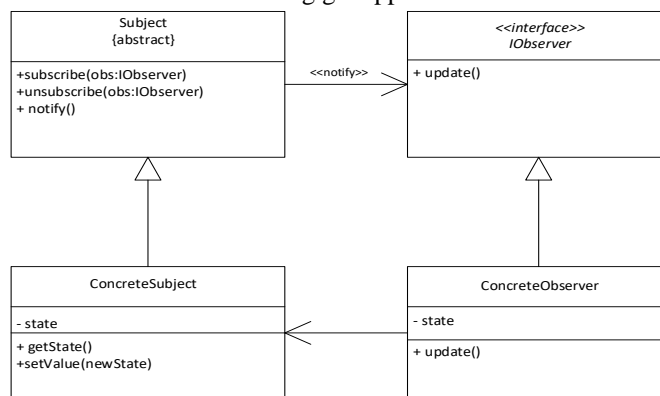 Subject
{abstract}
+subscribe(obs:IObserver)
+unsubscribe(obs:IObserver)
+ notify()
<<notify>>
<<interface>>
IObserver
+ update()
ConcreteSubject
- state
+ getState()
+setValue(newState)
ConcreteObserver
- state
+ update()